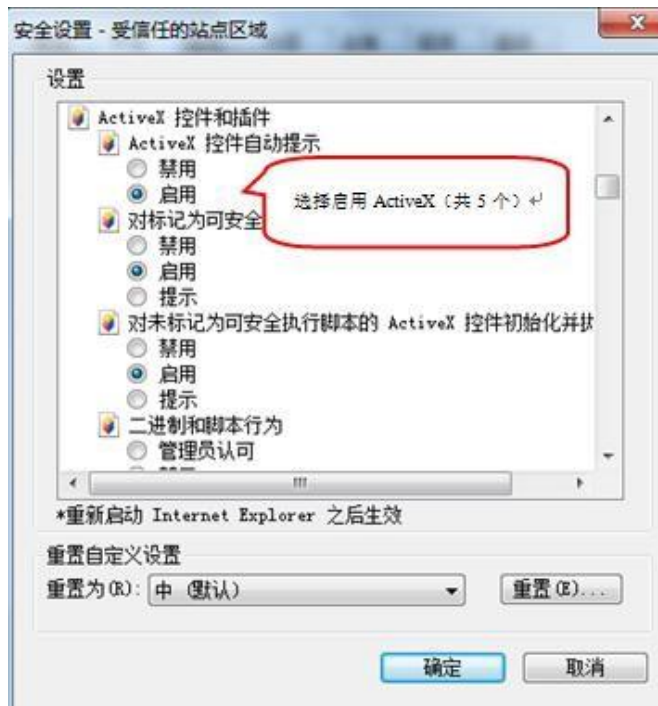 安全设置 - 受信任的站点区域
设置
ActiveX 控件和插件
ActiveX 控件自动提示
禁用
启用
选择启用 ActiveX（共 5 个）↵
对标记为可安全
禁用
启用
提示
对未标记为可安全执行脚本的 ActiveX 控件初始化并执
禁用
启用
提示
二进制和脚本行为
管理员认可
*重新启动 Internet Explorer 之后生效
重置自定义设置
重置为(R): 中 (默认) 重置(E)...
确定 取消